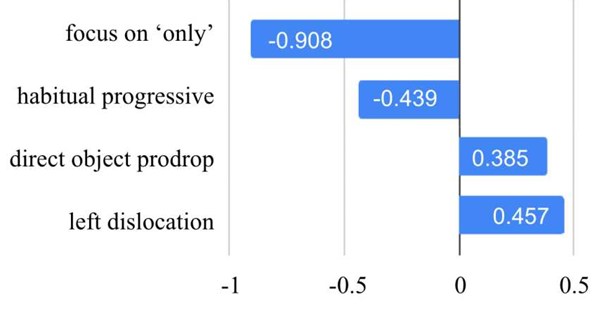 focus on ‘only’ -0.908
habitual progressive -0.439
direct object prodrop 0.385
left dislocation 0.457
-1 -0.5 0 0.5